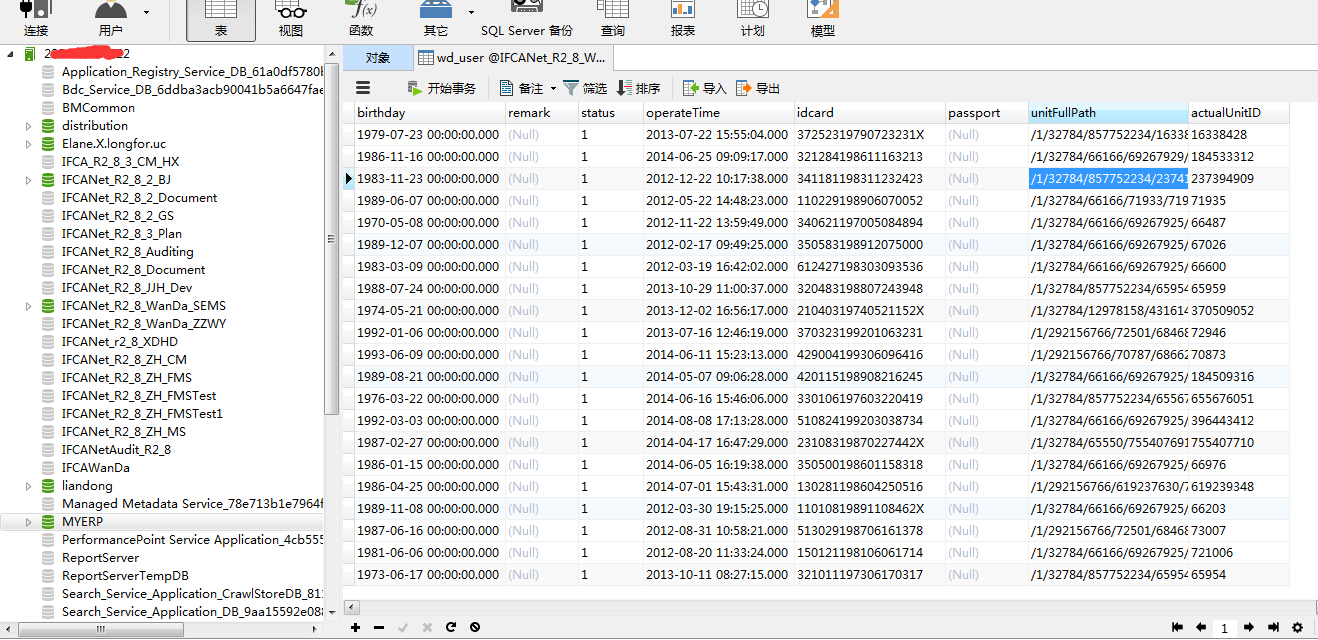 连接 用户 表 视图 函数 其它 SQL Server 备份 查询 报表 计划 模型
Application_Registry_Service_DB_61a0df5780
Bdc_Service_DB_6ddba3acb90041b5a6647fae
BMCommon
distribution
Elane.X.longfor.uc
IFCA_R2_8_3_CM_HX
IFCANet_R2_8_2_BJ
IFCANet_R2_8_2_Document
IFCANet_R2_8_2_GS
IFCANet_R2_8_3_Plan
IFCANet_R2_8_Auditing
IFCANet_R2_8_Document
IFCANet_R2_8_JJH_Dev
IFCANet_R2_8_WanDa_SEMS
IFCANet_R2_8_WanDa_ZZWY
IFCANet_r2_8_XDHD
IFCANet_R2_8_ZH_CM
IFCANet_R2_8_ZH_FMS
IFCANet_R2_8_ZH_FMSTest
IFCANet_R2_8_ZH_FMSTest1
IFCANet_R2_8_ZH_MS
IFCANetAudit_R2_8
IFCAWanDa
liandong
Managed Metadata Service_78e713b1e7964f
MYERP
PerformancePoint Service Application_4cb555
ReportServer
ReportServerTempDB
Search_Service_Application_CrawlStoreDB_81
Search_Service_Application_DB_9aa15592e08
对象 wd_user @IFCANet_R2_8_W...
开始事务 备注 筛选 排序 导入 导出
birthday remark status operateTime idcard passport unitFullPath actualUnitID
1979-07-23 00:00:00.000 (Null) 1 2013-07-22 15:55:04.000 37252319790723231X (Null) /1/32784/857752234/16338 16338428
1986-11-16 00:00:00.000 (Null) 1 2014-06-25 09:09:17.000 321284198611163213 (Null) /1/32784/66166/69267929/ 184533312
1983-11-23 00:00:00.000 (Null) 1 2012-12-22 10:17:38.000 341181198311232423 (Null) /1/32784/857752234/23741 237394909
1989-06-07 00:00:00.000 (Null) 1 2012-05-22 14:48:23.000 110229198906070052 (Null) /1/32784/66166/71933/719 71935
1970-05-08 00:00:00.000 (Null) 1 2012-11-22 13:59:49.000 340621197005084894 (Null) /1/32784/66166/69267925/ 66487
1989-12-07 00:00:00.000 (Null) 1 2012-02-17 09:49:25.000 350583198912075000 (Null) /1/32784/66166/69267925/ 67026
1983-03-09 00:00:00.000 (Null) 1 2012-03-19 16:42:02.000 612427198303093536 (Null) /1/32784/66166/69267925/ 66600
1988-07-24 00:00:00.000 (Null) 1 2013-10-29 11:00:37.000 320483198807243948 (Null) /1/32784/857752234/65954 65959
1974-05-21 00:00:00.000 (Null) 1 2013-12-02 16:56:17.000 21040319740521152X (Null) /1/32784/12978158/431614 370509052
1992-01-06 00:00:00.000 (Null) 1 2013-07-16 12:46:19.000 370323199201063231 (Null) /1/292156766/72501/68468 72946
1993-06-09 00:00:00.000 (Null) 1 2014-06-11 15:23:13.000 429004199306096416 (Null) /1/292156766/70787/68662 70873
1989-08-21 00:00:00.000 (Null) 1 2014-05-07 09:06:28.000 420115198908216245 (Null) /1/32784/66166/69267925/ 184509316
1976-03-22 00:00:00.000 (Null) 1 2014-06-16 15:46:06.000 330106197603220419 (Null) /1/32784/857752234/65567 655676051
1992-03-03 00:00:00.000 (Null) 1 2014-08-08 17:13:28.000 510824199203038734 (Null) /1/32784/66166/69267925/ 396443412
1987-02-27 00:00:00.000 (Null) 1 2014-04-17 16:47:29.000 23108319870227442X (Null) /1/32784/65550/755407691 755407710
1986-01-15 00:00:00.000 (Null) 1 2014-06-05 16:19:38.000 350500198601158318 (Null) /1/32784/66166/69267925/ 66976
1986-04-25 00:00:00.000 (Null) 1 2014-07-01 15:43:31.000 130281198604250516 (Null) /1/292156766/619237630/7 619239348
1989-11-08 00:00:00.000 (Null) 1 2012-03-30 19:15:25.000 11010819891108462X (Null) /1/32784/66166/69267925/ 66203
1987-06-16 00:00:00.000 (Null) 1 2012-08-31 10:58:21.000 513029198706161378 (Null) /1/292156766/72501/68468 73007
1981-06-06 00:00:00.000 (Null) 1 2012-08-20 11:33:24.000 150121198106061714 (Null) /1/32784/66166/69267925/ 721006
1973-06-17 00:00:00.000 (Null) 1 2013-10-11 08:27:15.000 321011197306170317 (Null) /1/32784/857752234/65954 65954
1